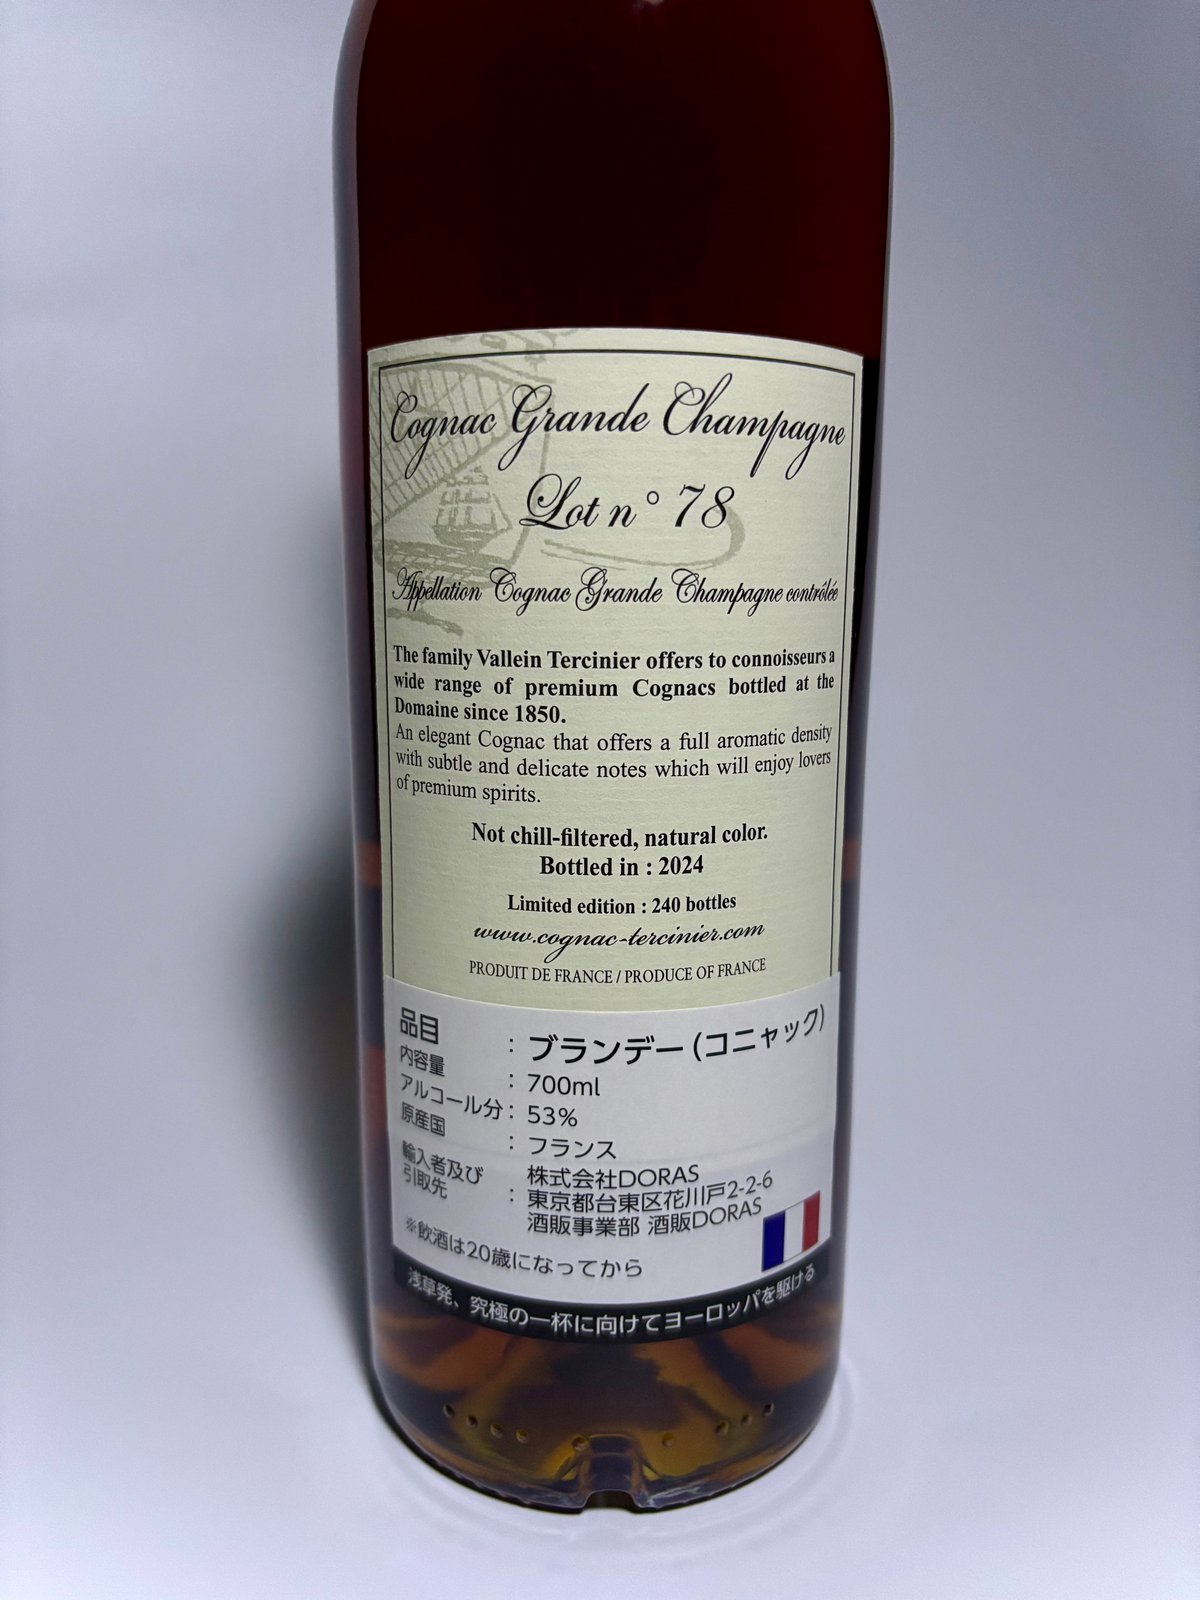 Cognac Grande Champagne
Lot n° 78
Appellation Cognac Grande Champagne contrôlée
The family Vallein Tercinier offers to connoisseurs a
wide range of premium Cognacs bottled at the
Domaine since 1850.
An elegant Cognac that offers a full aromatic density
with subtle and delicate notes which will enjoy lovers
of premium spirits.
Not chill-filtered, natural color.
Bottled in : 2024
Limited edition : 240 bottles
www.cognac-tercinier.com
PRODUIT DE FRANCE / PRODUCE OF FRANCE
品目 : ブランデー(コニャック)
内容量 : 700ml
アルコール分 : 53%
原産国 : フランス
輸入者及び 株式会社DORAS
引取先 : 東京都台東区花川戸2-2-6
酒販事業部 酒販DORAS
※飲酒は20歳になってから
浅草発、究極の一杯に向けてヨーロッパを駆ける